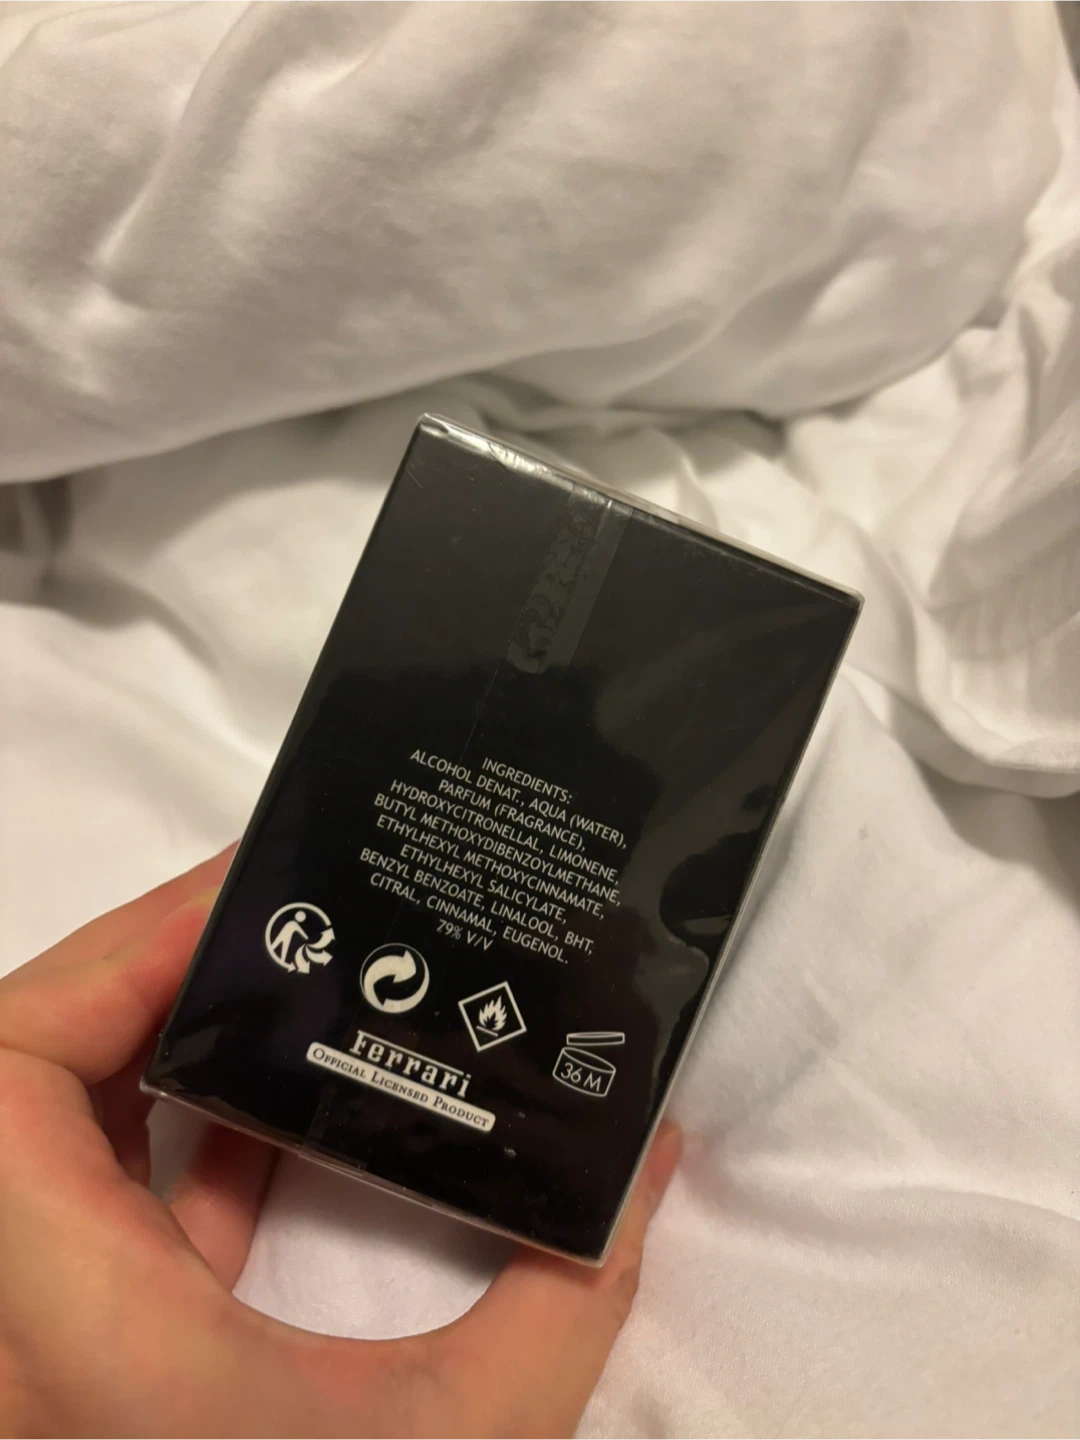 INGREDIENTS:
ALCOHOL DENAT., AQUA (WATER),
PARFUM (FRAGRANCE),
HYDROXYCITRONELLAL, LIMONENE,
BUTYL METHOXYDIBENZOYLMETHANE,
ETHYLHEXYL METHOXYCINNAMATE,
ETHYLHEXYL SALICYLATE,
BENZYL BENZOATE, LINALOOL, BHT,
CITRAL, CINNAMAL, EUGENOL.
79% V/V
36 M
Ferrari
OFFICIAL LICENSED PRODUCT